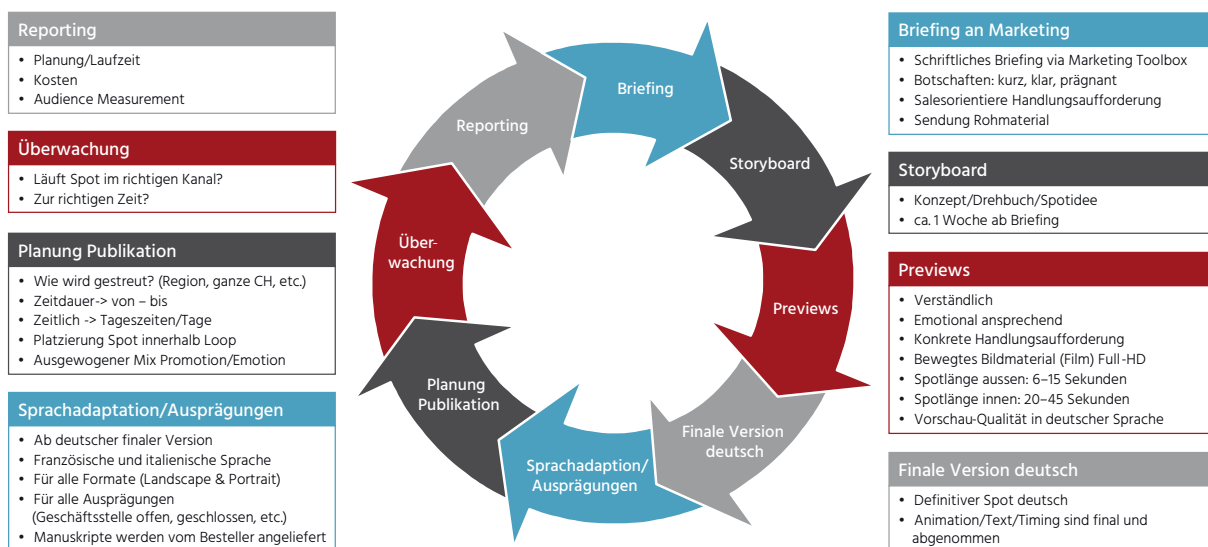 Reporting
• Planung/Laufzeit
• Kosten
• Audience Measurement
Überwachung
• Läuft Spot im richtigen Kanal?
• Zur richtigen Zeit?
Planung Publikation
• Wie wird gestreut? (Region, ganze CH, etc.)
• Zeitdauer-> von – bis
• Zeitlich -> Tageszeiten/Tage
• Platzierung Spot innerhalb Loop
• Ausgewogener Mix Promotion/Emotion
Sprachadaptation/Ausprägungen
• Ab deutscher finaler Version
• Französische und italienische Sprache
• Für alle Formate (Landscape & Portrait)
• Für alle Ausprägungen
(Geschäftsstelle offen, geschlossen, etc.)
• Manuskripte werden vom Besteller angeliefert
Briefing
Storyboard
Previews
Finale Version
deutsch
Sprachadaption/
Ausprägungen
Planung
Publikation
Über-
wachung
Reporting
Briefing an Marketing
• Schriftliches Briefing via Marketing Toolbox
• Botschaften: kurz, klar, prägnant
• Salesorientiere Handlungsaufforderung
• Sendung Rohmaterial
Storyboard
• Konzept/Drehbuch/Spotidee
• ca. 1 Woche ab Briefing
Previews
• Verständlich
• Emotional ansprechend
• Konkrete Handlungsaufforderung
• Bewegtes Bildmaterial (Film) Full-HD
• Spotlänge aussen: 6–15 Sekunden
• Spotlänge innen: 20–45 Sekunden
• Vorschau-Qualität in deutscher Sprache
Finale Version deutsch
• Definitiver Spot deutsch
• Animation/Text/Timing sind final und
abgenommen